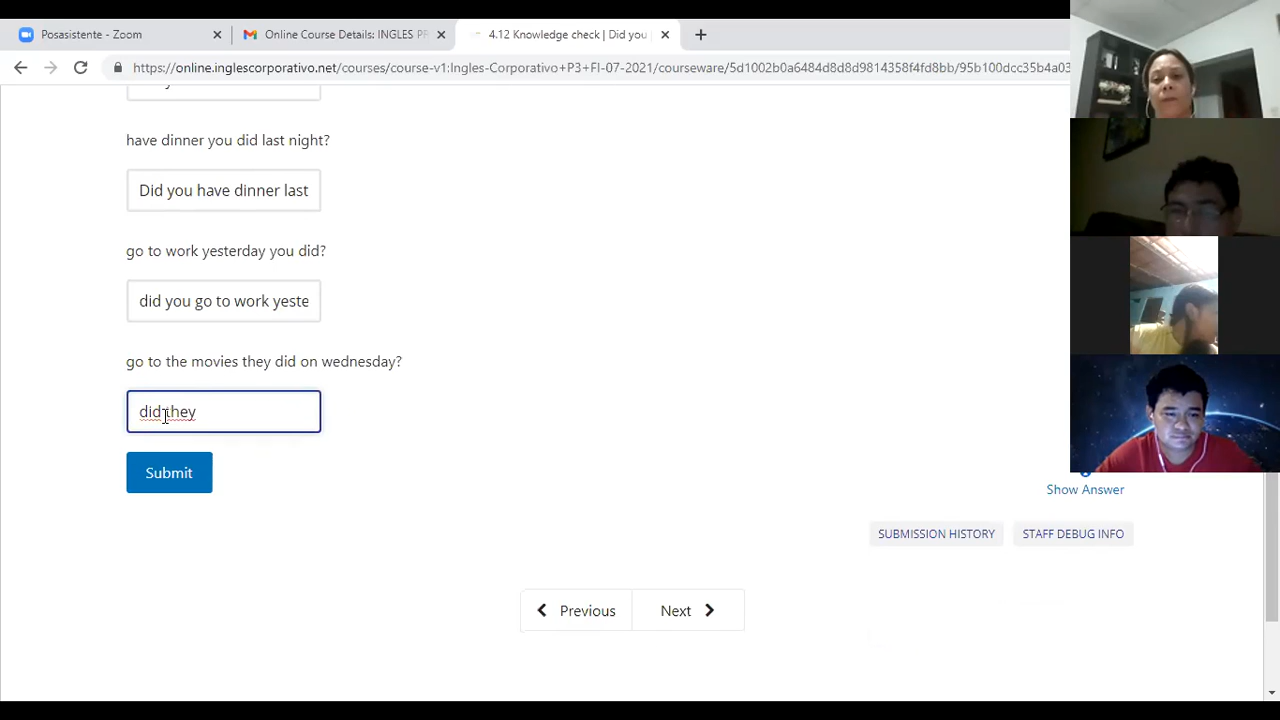 Posasistente - Zoom
Online Course Details: INGLES PR
4.12 Knowledge check | Did you
https://online.inglescorporativo.net/courses/course-v1:Ingles-Corporativo+P3+FI-07-2021/courseware/5d1002b0a6484d8d8d9814358f4fd8bb/95b100dcc35b4a03
have dinner you did last night?
Did you have dinner last
go to work yesterday you did?
did you go to work yeste
go to the movies they did on wednesday?
did they
Submit
Show Answer
SUBMISSION HISTORY
STAFF DEBUG INFO
Previous
Next